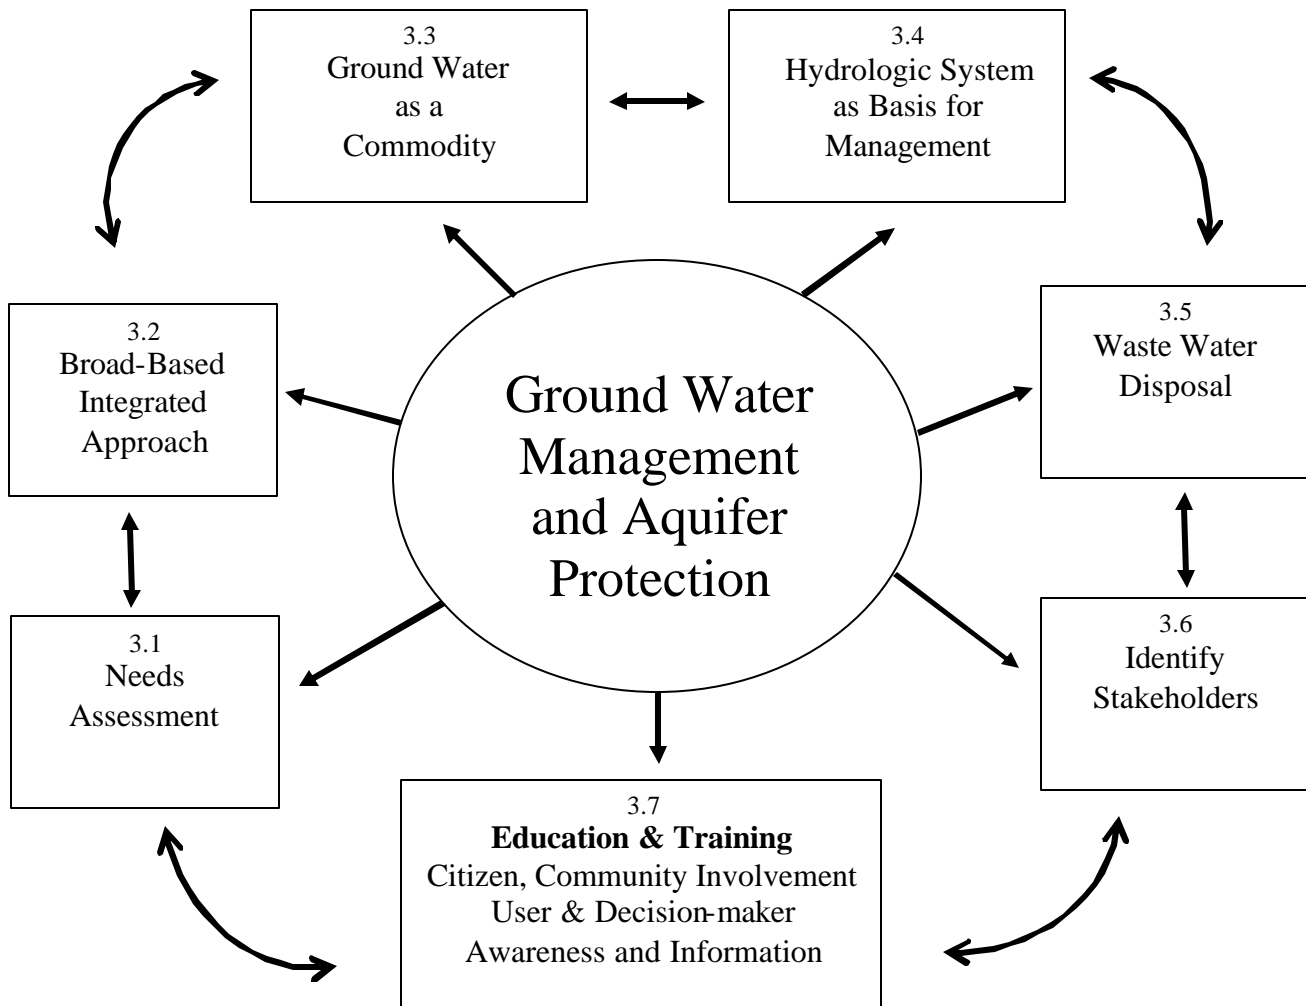 3.3
Ground Water
as a
Commodity
3.4
Hydrologic System
as Basis for
Management
3.2
Broad-Based
Integrated
Approach
3.5
Waste Water
Disposal
Ground Water
Management
and Aquifer
Protection
3.1
Needs
Assessment
3.6
Identify
Stakeholders
3.7
Education & Training
Citizen, Community Involvement
User & Decision-maker
Awareness and Information